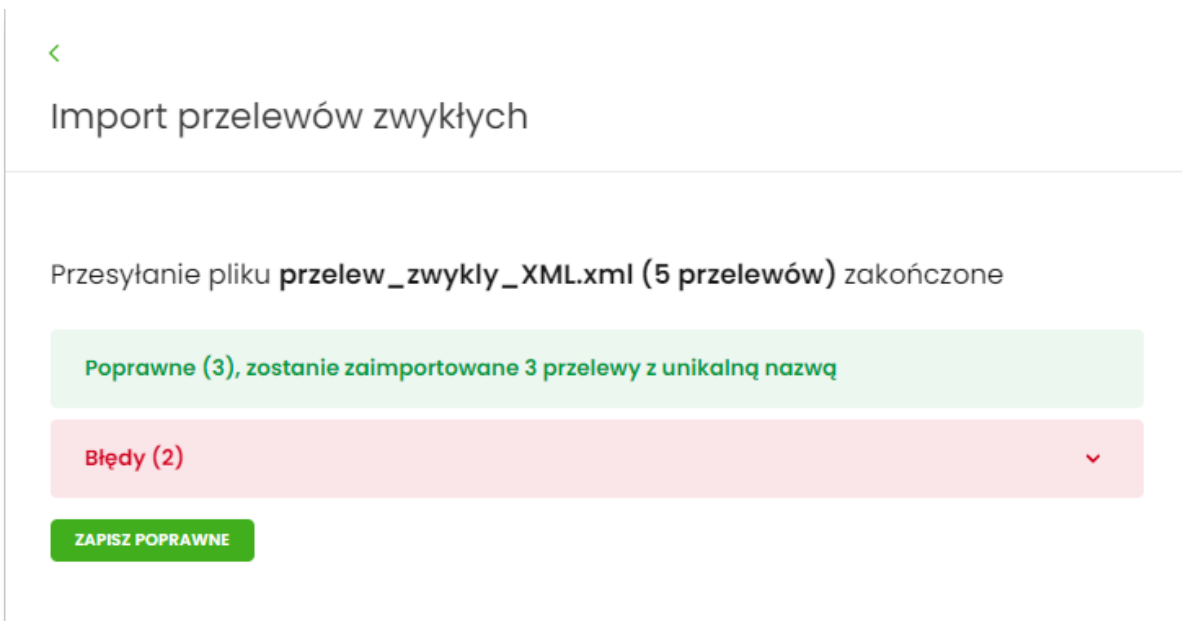 Import przelewów zwykłych
Przesyłanie pliku przelew_zwykly_XML.xml (5 przelewów) zakończone
Poprawne (3), zostanie zaimportowane 3 przelewy z unikalną nazwą
Błędy (2)
ZAPISZ POPRAWNE